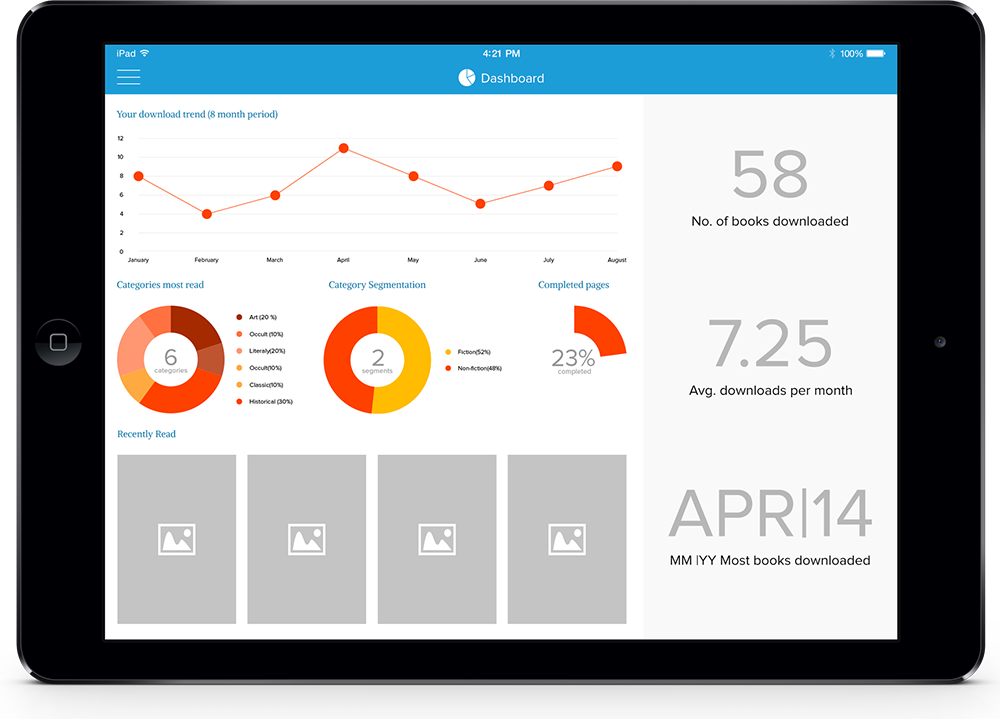 iPad 4:21 PM 100%
Dashboard
Your download trend (8 month period)
12
10
8
6
4
2
0
January February March April May June July August
Categories most read
6
categories
Art (20 %)
Occult (10%)
Literaly(20%)
Occult(10%)
Classic(10%)
Historical (30%)
Category Segmentation
2
segments
Fiction(52%)
Non-fiction(48%)
Completed pages
23%
completed
Recently Read
58
No. of books downloaded
7.25
Avg. downloads per month
APR|14
MM |YY Most books downloaded